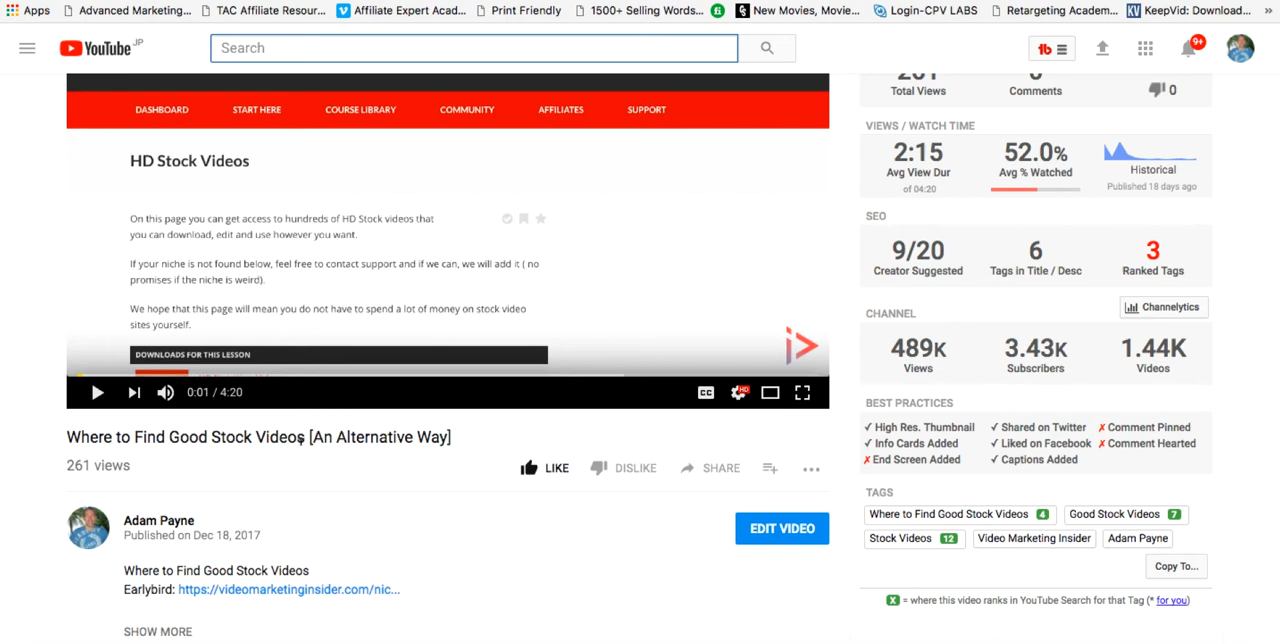 Apps Advanced Marketing... TAC Affiliate Resour... Affiliate Expert Acad... Print Friendly 1500+ Selling Words... fi New Movies, Movie... Login-CPV LABS Retargeting Academ... KV KeepVid: Download... »
YouTube JP Search tb 9+
DASHBOARD START HERE COURSE LIBRARY COMMUNITY AFFILIATES SUPPORT
HD Stock Videos
On this page you can get access to hundreds of HD Stock videos that
you can download, edit and use however you want.
If your niche is not found below, feel free to contact support and if we can, we will add it ( no
promises if the niche is weird).
We hope that this page will mean you do not have to spend a lot of money on stock video
sites yourself.
DOWNLOADS FOR THIS LESSON
0:01 / 4:20 CC HD
Where to Find Good Stock Videos [An Alternative Way]
261 views
LIKE DISLIKE SHARE
Adam Payne
Published on Dec 18, 2017
EDIT VIDEO
Where to Find Good Stock Videos
Earlybird: https://videomarketinginsider.com/nic...
SHOW MORE
Total Views Comments 0
VIEWS / WATCH TIME
2:15 52.0%
Avg View Dur Avg % Watched Historical
of 04:20 Published 18 days ago
SEO
9/20 6 3
Creator Suggested Tags in Title / Desc Ranked Tags
CHANNEL Channelytics
489K 3.43K 1.44K
Views Subscribers Videos
BEST PRACTICES
✓ High Res. Thumbnail ✓ Shared on Twitter ✗ Comment Pinned
✓ Info Cards Added ✓ Liked on Facebook ✗ Comment Hearted
✗ End Screen Added ✓ Captions Added
TAGS
Where to Find Good Stock Videos 4 Good Stock Videos 7
Stock Videos 12 Video Marketing Insider Adam Payne
Copy To...
X = where this video ranks in YouTube Search for that Tag (* for you)